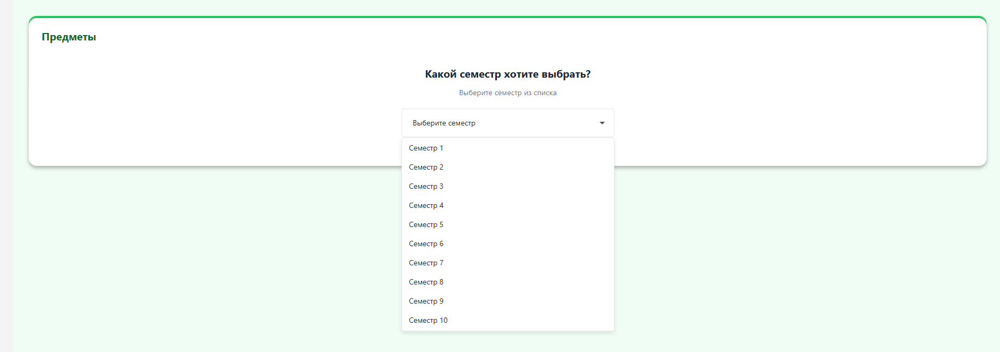 Предметы
Какой семестр хотите выбрать?
Выберите семестр из списка
Выберите семестр
Семестр 1
Семестр 2
Семестр 3
Семестр 4
Семестр 5
Семестр 6
Семестр 7
Семестр 8
Семестр 9
Семестр 10